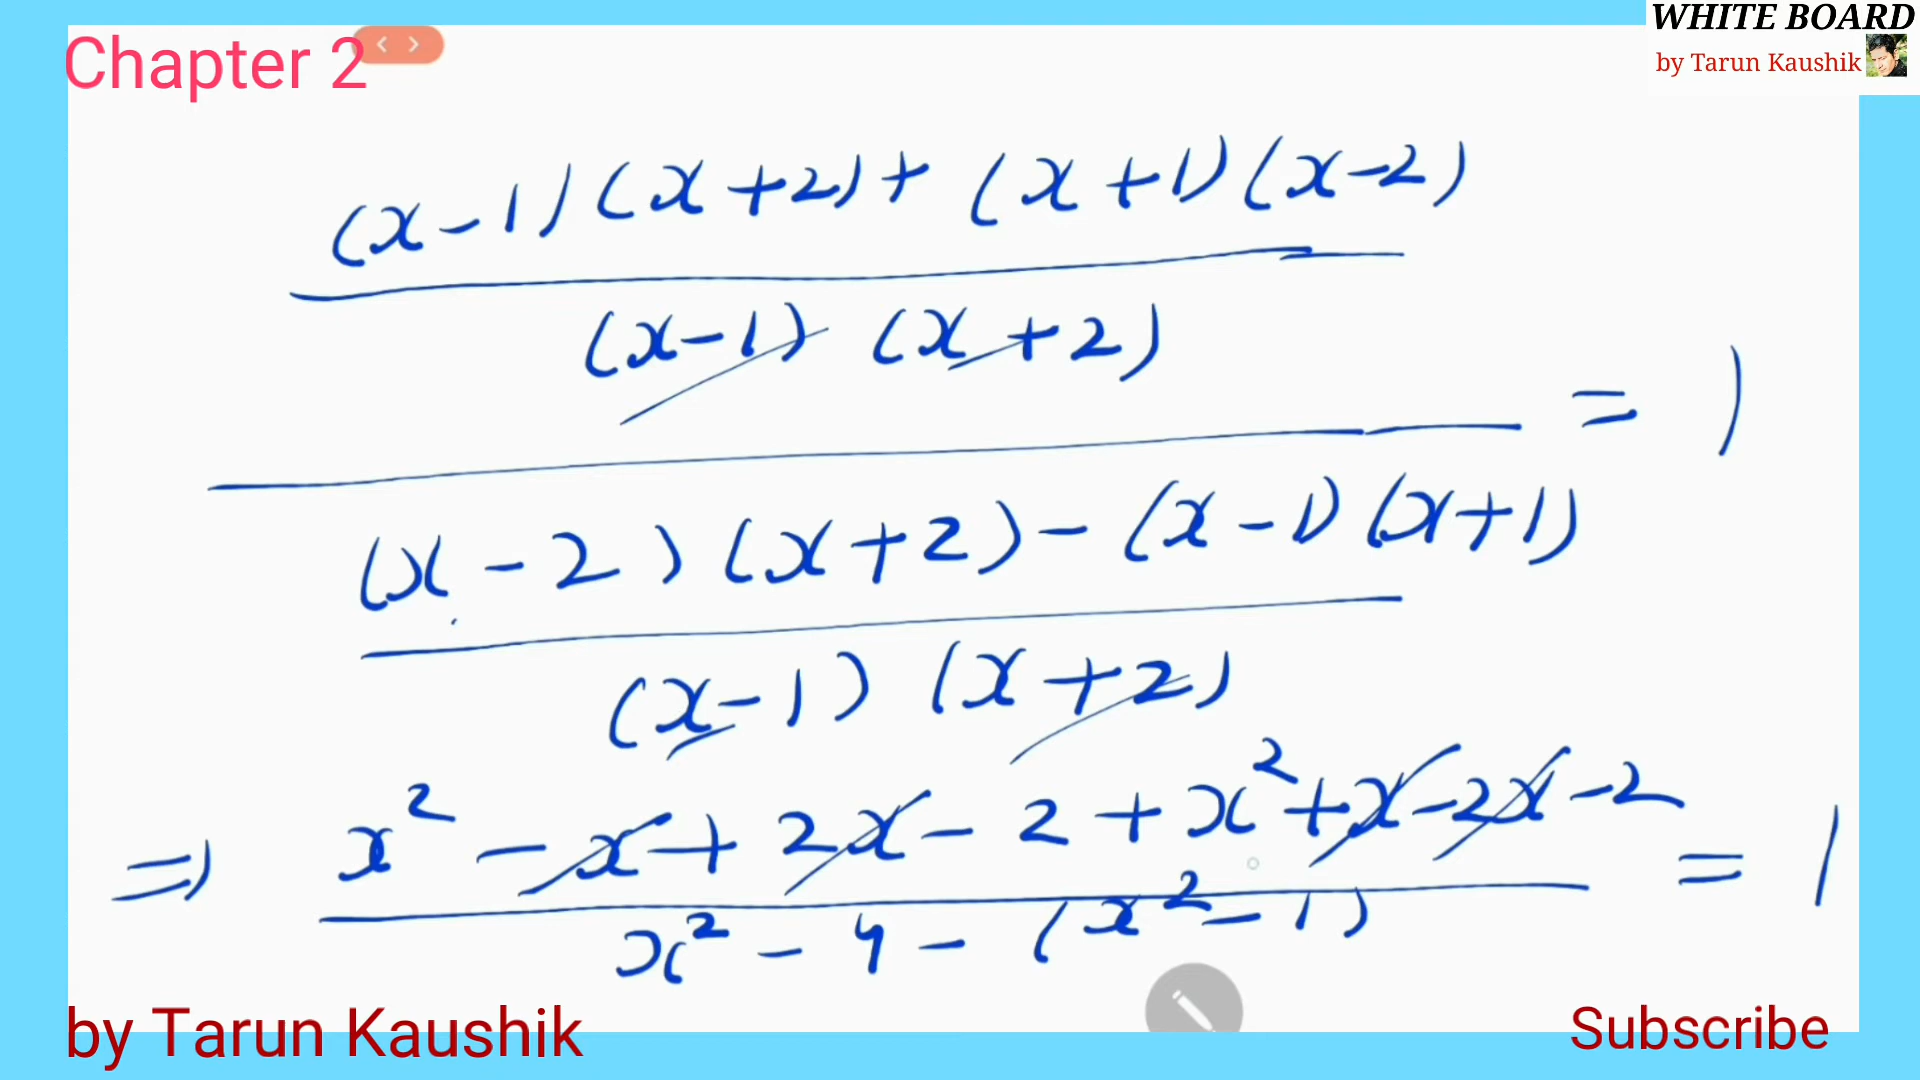 WHITE BOARD
Chapter 2
by Tarun Kaushik
(x-1)(x+2)+(x+1)(x-2)
(x-1)(x+2)
= 1
(x-2)(x+2)-(x-1)(x+1)
(x-1)(x+2)
⇒ x²-x+2x-2+x²+x-2x-2 = 1
x²-4-(x²-1)
by Tarun Kaushik
Subscribe